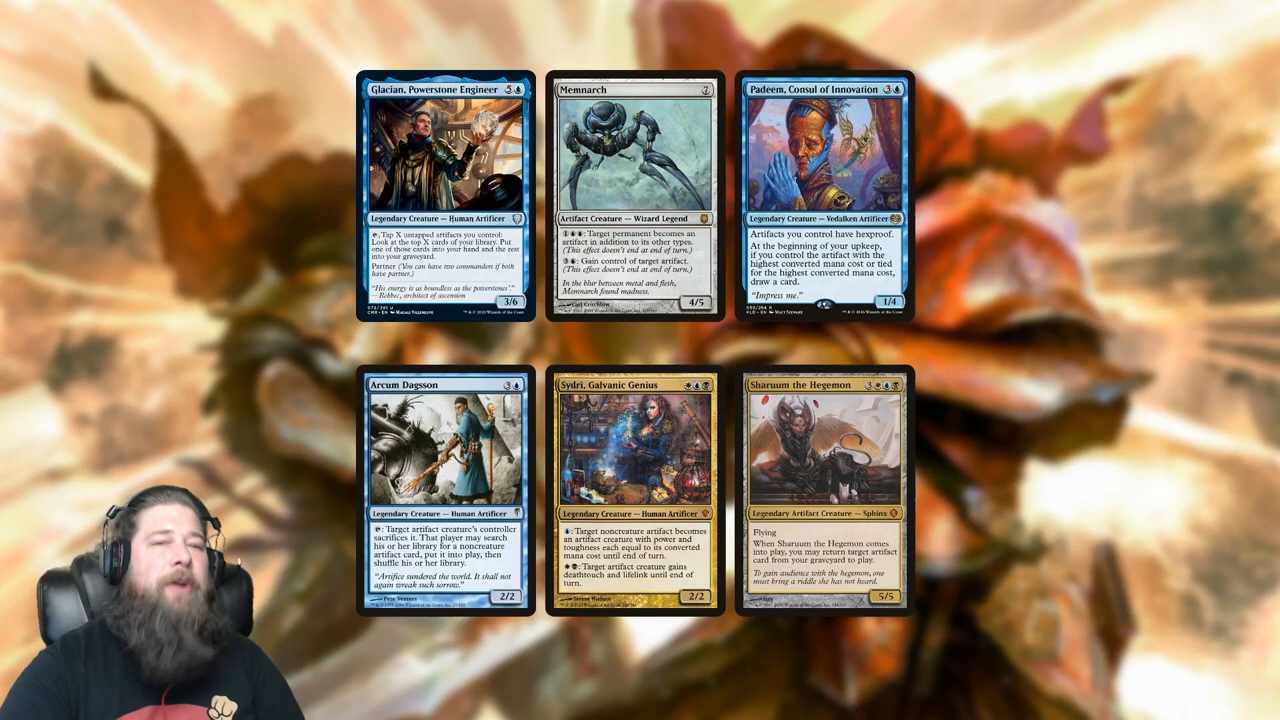 Glacian, Powerstone Engineer 5
Legendary Creature — Human Artificer
, Tap X untapped artifacts you control:
Look at the top X cards of your library. Put
one of those cards into your hand and the rest
into your graveyard.
Partner (You can have two commanders if both
have partner.)
"His energy is as boundless as the powerstones'."
—Rebbec, architect of ascension
3/6
Memnarch 7
Artifact Creature — Wizard Legend
: Target permanent becomes an
artifact in addition to its other types.
(This effect doesn't end at end of turn.)
3 : Gain control of target artifact.
(This effect doesn't end at end of turn.)
In the blur between metal and flesh,
Memnarch found madness.
4/5
Padeem, Consul of Innovation 3
Legendary Creature — Vedalken Artificer
Artifacts you control have hexproof.
At the beginning of your upkeep,
if you control the artifact with the
highest converted mana cost or tied
for the highest converted mana cost,
draw a card.
"Impress me."
1/4
Arcum Dagsson 3
Legendary Creature — Human Artificer
: Target artifact creature's controller
sacrifices it. That player may search
his or her library for a noncreature
artifact card, put it into play, then
shuffle his or her library.
"Artifice sundered the world. It shall not
again wreak such sorrow."
Pete Venters
2/2
Sydri, Galvanic Genius
Legendary Creature — Human Artificer
: Target noncreature artifact becomes
an artifact creature with power and
toughness each equal to its converted
mana cost until end of turn.
: Target artifact creature gains
deathtouch and lifelink until end of
turn.
Terese Nielsen
2/2
Sharuum the Hegemon 3
Legendary Artifact Creature — Sphinx
Flying
When Sharuum the Hegemon comes
into play, you may return target artifact
card from your graveyard to play.
To gain audience with the hegemon, one
must bring a riddle she has not heard.
5/5